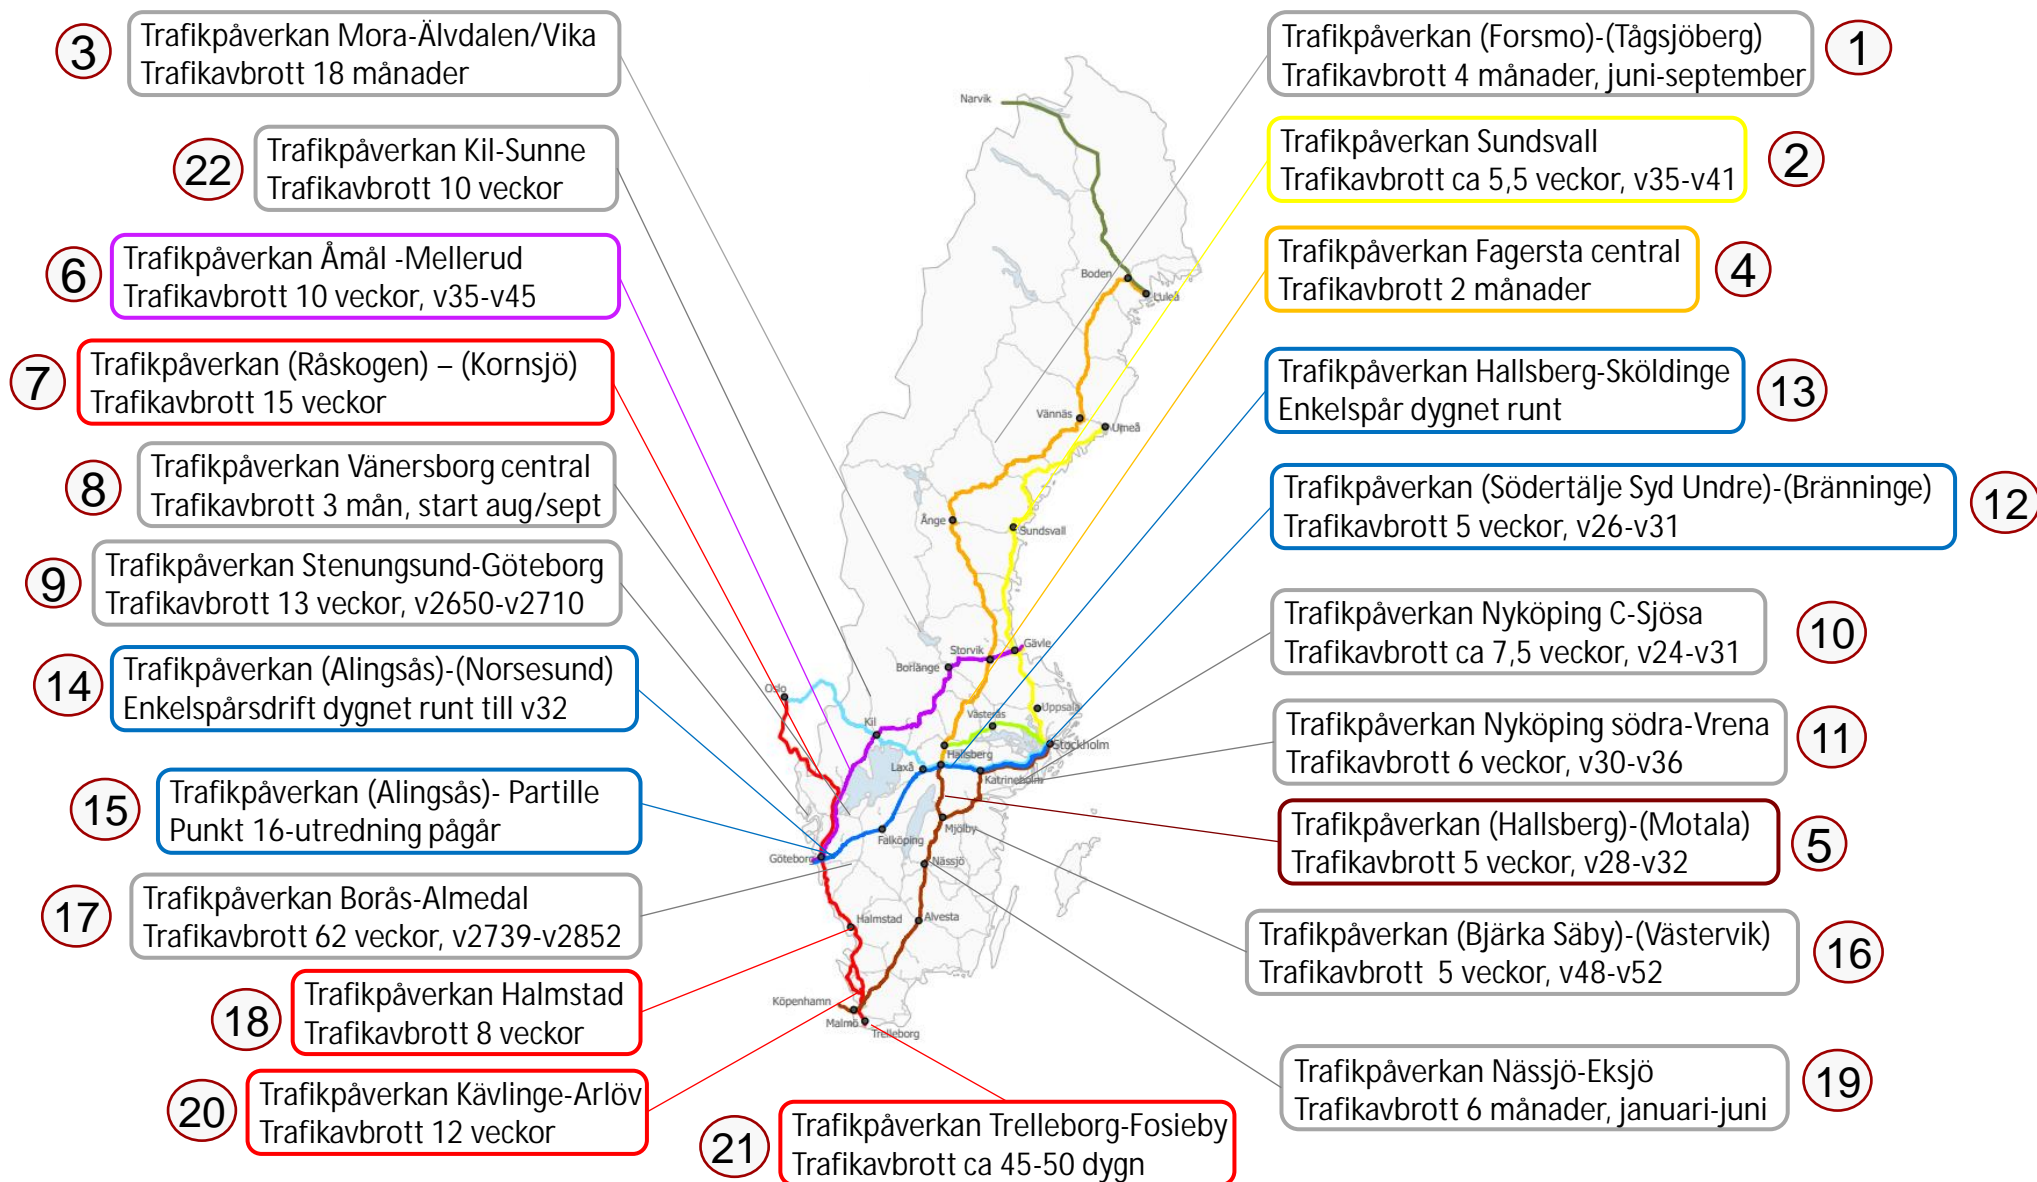 3
Trafikpåverkan Mora-Älvdalen/Vika
Trafikavbrott 18 månader
22
Trafikpåverkan Kil-Sunne
Trafikavbrott 10 veckor
6
Trafikpåverkan Åmål -Mellerud
Trafikavbrott 10 veckor, v35-v45
7
Trafikpåverkan (Råskogen) – (Kornsjö)
Trafikavbrott 15 veckor
8
Trafikpåverkan Vänersborg central
Trafikavbrott 3 mån, start aug/sept
9
Trafikpåverkan Stenungsund-Göteborg
Trafikavbrott 13 veckor, v2650-v2710
14
Trafikpåverkan (Alingsås)-(Norsesund)
Enkelspårsdrift dygnet runt till v32
15
Trafikpåverkan (Alingsås)- Partille
Punkt 16-utredning pågår
17
Trafikpåverkan Borås-Almedal
Trafikavbrott 62 veckor, v2739-v2852
18
Trafikpåverkan Halmstad
Trafikavbrott 8 veckor
20
Trafikpåverkan Kävlinge-Arlöv
Trafikavbrott 12 veckor
21
Trafikpåverkan Trelleborg-Fosieby
Trafikavbrott ca 45-50 dygn
Narvik
Boden
Luleå
Vännäs
Umeå
Ånge
Sundsvall
Storvik
Gävle
Borlänge
Oslo
Kil
Västerås
Uppsala
Stockholm
Hallsberg
Laxå
Katrineholm
Mjölby
Falköping
Göteborg
Nässjö
Halmstad
Alvesta
Köpenhamn
Malmö
Trelleborg
Trafikpåverkan (Forsmo)-(Tågsjöberg)
Trafikavbrott 4 månader, juni-september
1
Trafikpåverkan Sundsvall
Trafikavbrott ca 5,5 veckor, v35-v41
2
Trafikpåverkan Fagersta central
Trafikavbrott 2 månader
4
Trafikpåverkan Hallsberg-Sköldinge
Enkelspår dygnet runt
13
Trafikpåverkan (Södertälje Syd Undre)-(Bränninge)
Trafikavbrott 5 veckor, v26-v31
12
Trafikpåverkan Nyköping C-Sjösa
Trafikavbrott ca 7,5 veckor, v24-v31
10
Trafikpåverkan Nyköping södra-Vrena
Trafikavbrott 6 veckor, v30-v36
11
Trafikpåverkan (Hallsberg)-(Motala)
Trafikavbrott 5 veckor, v28-v32
5
Trafikpåverkan (Bjärka Säby)-(Västervik)
Trafikavbrott  5 veckor, v48-v52
16
Trafikpåverkan Nässjö-Eksjö
Trafikavbrott 6 månader, januari-juni
19